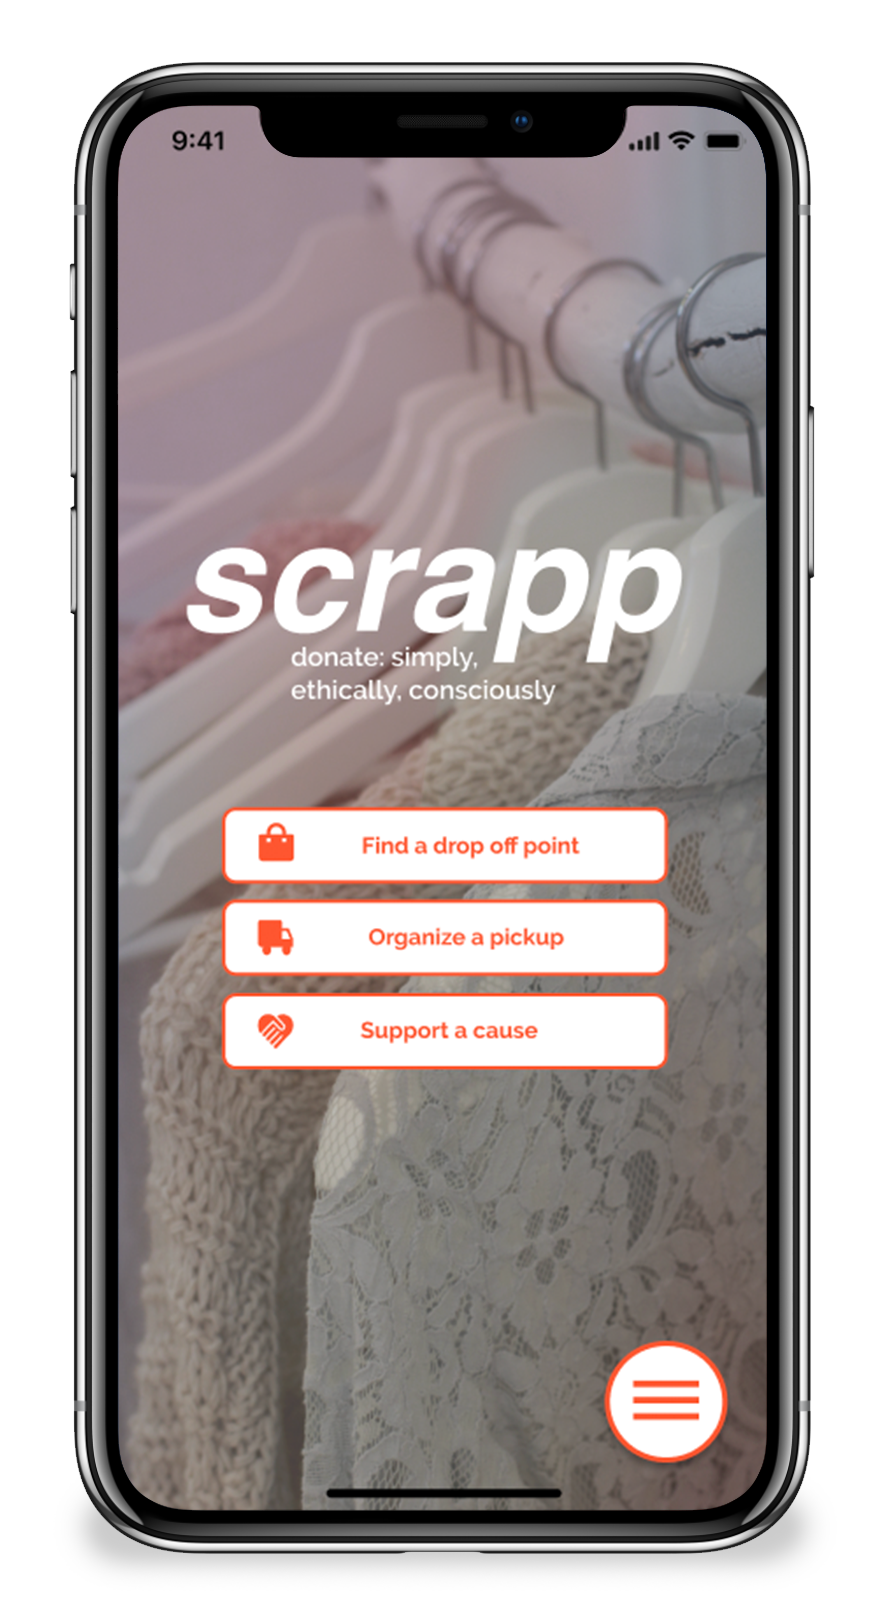 9:41
scrapp
donate: simply,
ethically, consciously
Find a drop off point
Organize a pickup
Support a cause